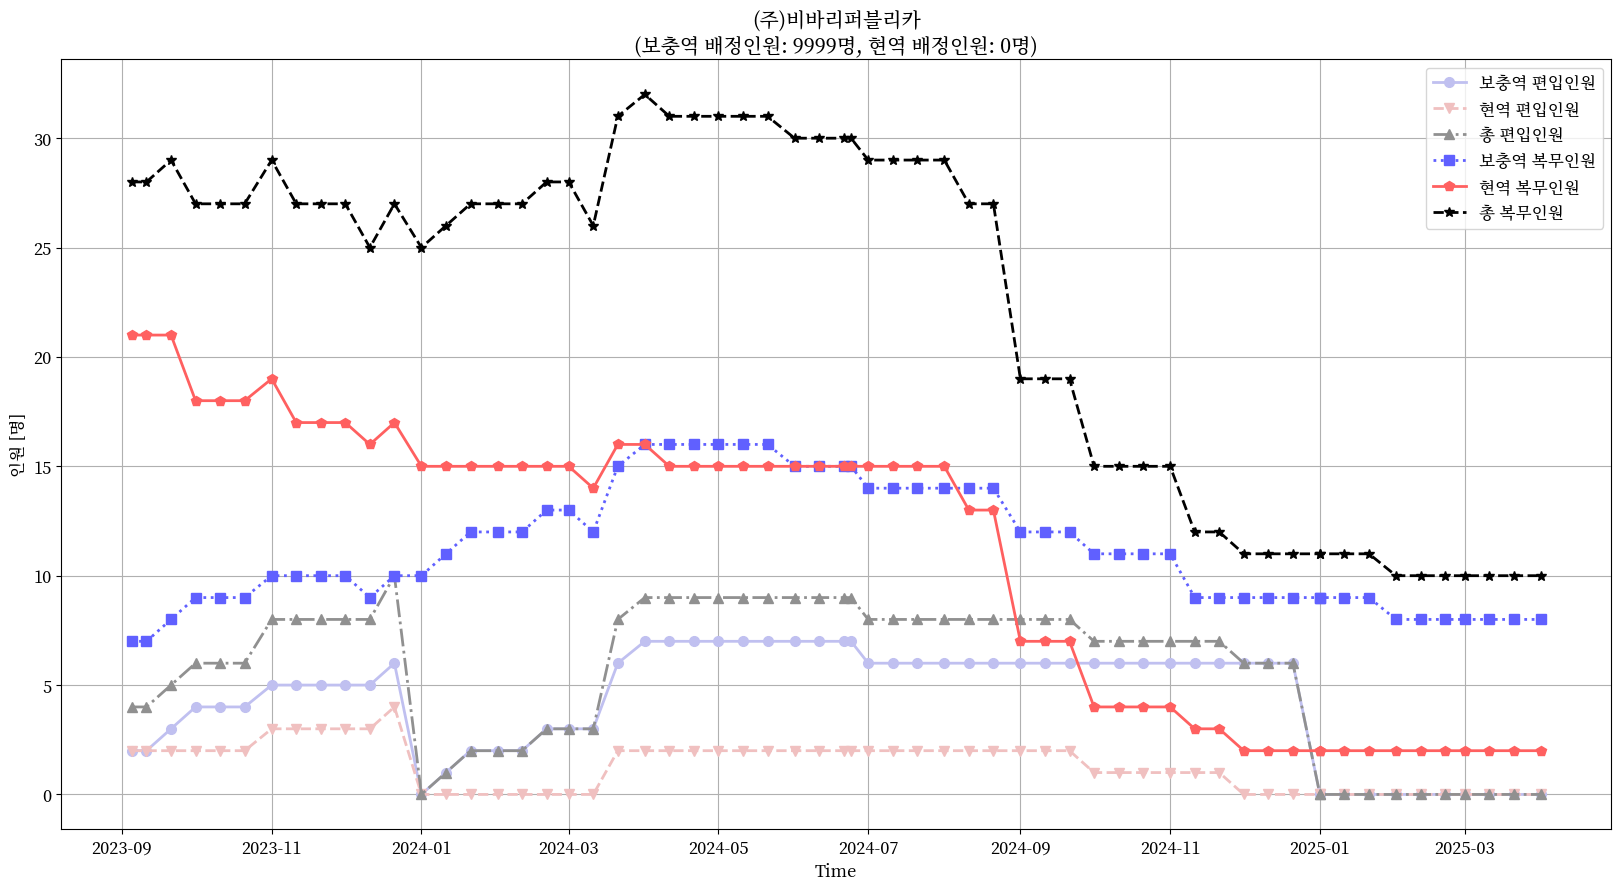 (주)비바리퍼블리카
(보충역 배정인원: 9999명, 현역 배정인원: 0명)
보충역 편입인원
현역 편입인원
총 편입인원
보충역 복무인원
현역 복무인원
총 복무인원
인원 [명]
30
25
20
15
10
5
0
2023-09
2023-11
2024-01
2024-03
2024-05
2024-07
2024-09
2024-11
2025-01
2025-03
Time